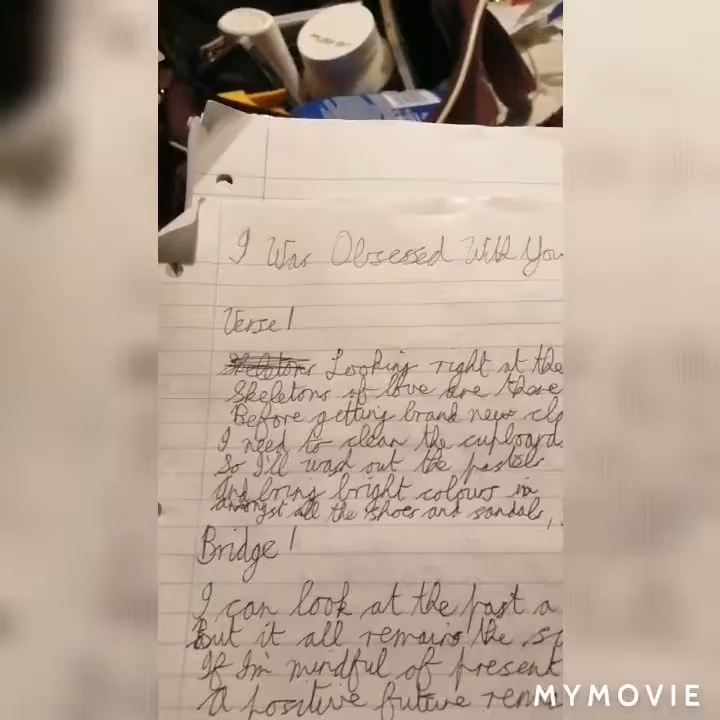 I Was Obsessed With You
Verse 1
Looking right at the
Skeletons of love are there
Before getting brand new clo
I need to clean the cupboard
So I'll wash out the pastels
And bring bright colours in
amongst all the shoes and sandals,
Bridge 1
I can look at the past a
But it all remains the sa
If I'm mindful of present
A positive future rema
MYMOVIE